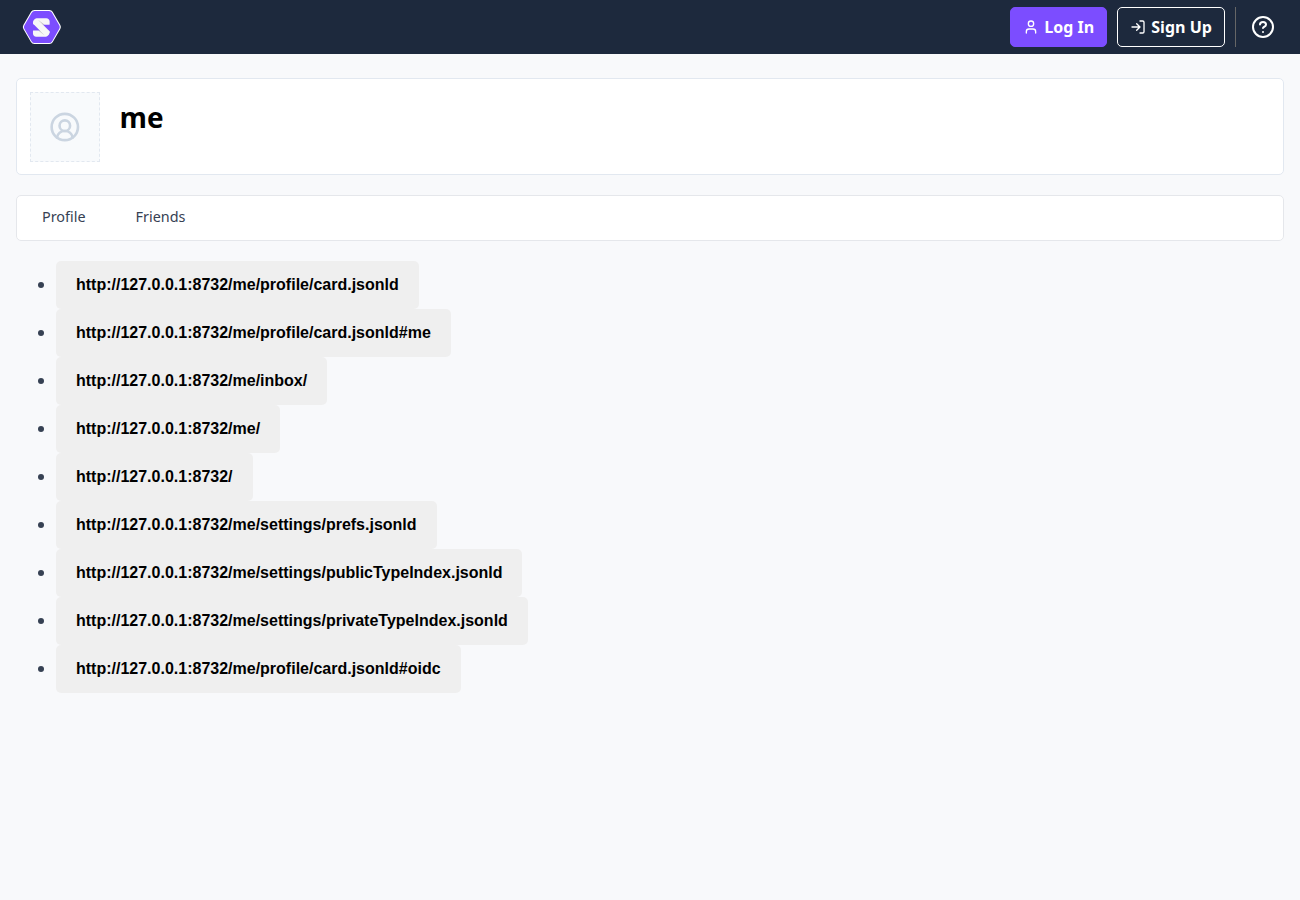 Log In
Sign Up
me
Profile
Friends
http://127.0.0.1:8732/me/profile/card.jsonld
http://127.0.0.1:8732/me/profile/card.jsonld#me
http://127.0.0.1:8732/me/inbox/
http://127.0.0.1:8732/me/
http://127.0.0.1:8732/
http://127.0.0.1:8732/me/settings/prefs.jsonld
http://127.0.0.1:8732/me/settings/publicTypeIndex.jsonld
http://127.0.0.1:8732/me/settings/privateTypeIndex.jsonld
http://127.0.0.1:8732/me/profile/card.jsonld#oidc